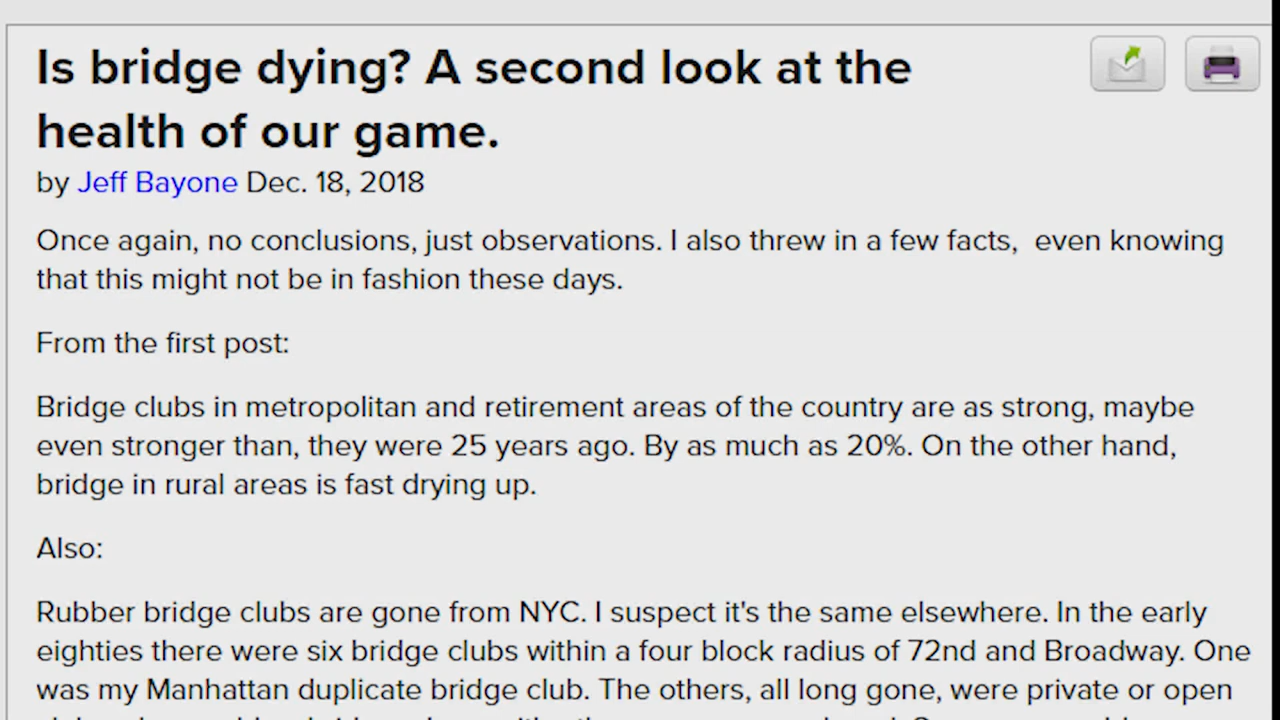 Is bridge dying? A second look at the
health of our game.
by Jeff Bayone Dec. 18, 2018
Once again, no conclusions, just observations. I also threw in a few facts,  even knowing
that this might not be in fashion these days.
From the first post:
Bridge clubs in metropolitan and retirement areas of the country are as strong, maybe
even stronger than, they were 25 years ago. By as much as 20%. On the other hand,
bridge in rural areas is fast drying up.
Also:
Rubber bridge clubs are gone from NYC. I suspect it's the same elsewhere. In the early
eighties there were six bridge clubs within a four block radius of 72nd and Broadway. One
was my Manhattan duplicate bridge club. The others, all long gone, were private or open